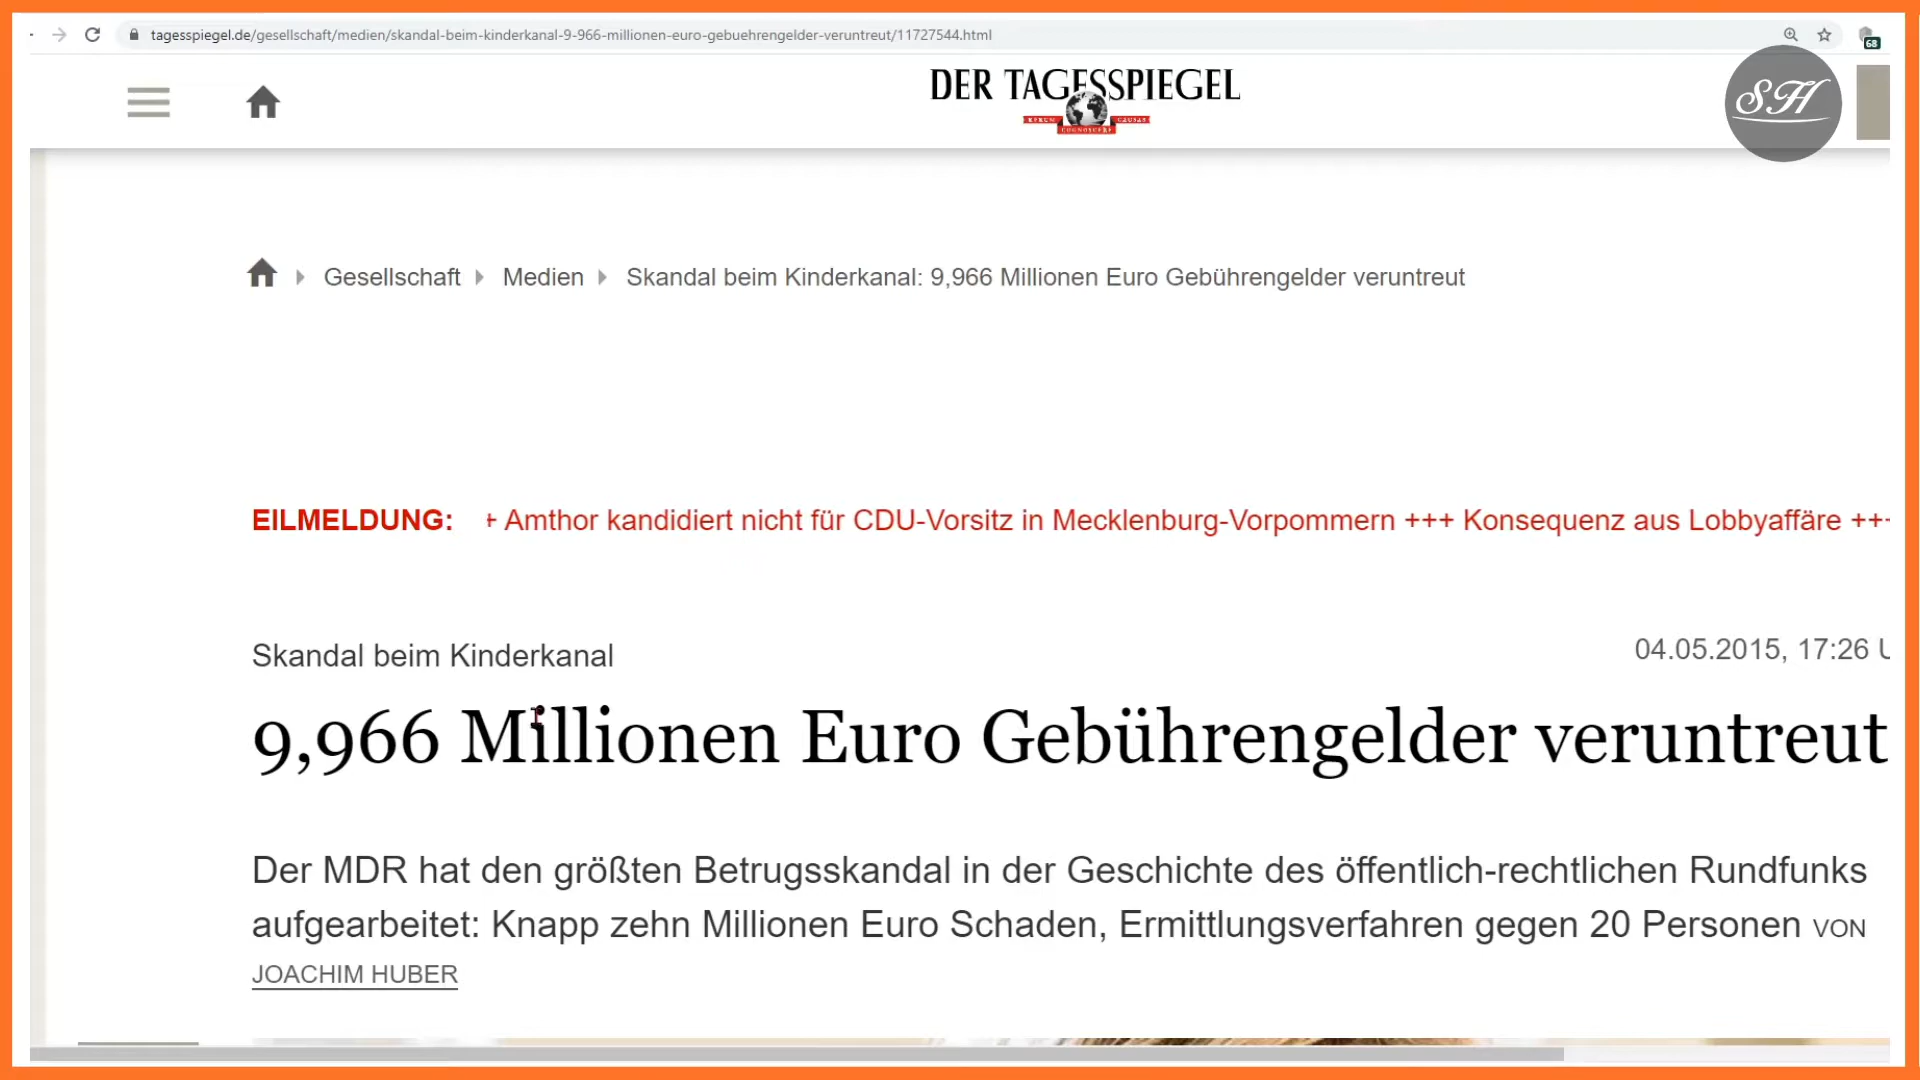 tagesspiegel.de/gesellschaft/medien/skandal-beim-kinderkanal-9-966-millionen-euro-gebuehrengelder-veruntreut/11727544.html
68
DER TAGESSPIEGEL
RERUM COGNOSCERE CAUSAS
SH
Gesellschaft Medien Skandal beim Kinderkanal: 9,966 Millionen Euro Gebührengelder veruntreut
EILMELDUNG: + Amthor kandidiert nicht für CDU-Vorsitz in Mecklenburg-Vorpommern +++ Konsequenz aus Lobbyaffäre +++
Skandal beim Kinderkanal
04.05.2015, 17:26 U
9,966 Millionen Euro Gebührengelder veruntreut
Der MDR hat den größten Betrugsskandal in der Geschichte des öffentlich-rechtlichen Rundfunks
aufgearbeitet: Knapp zehn Millionen Euro Schaden, Ermittlungsverfahren gegen 20 Personen VON
JOACHIM HUBER